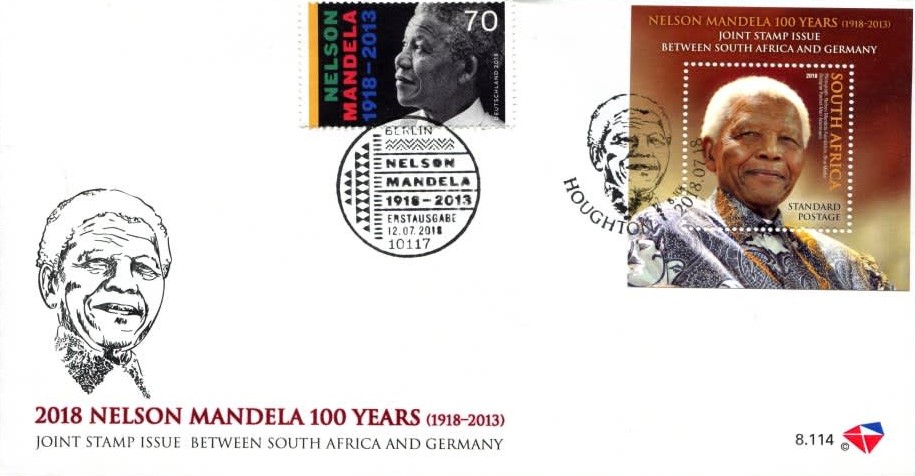 NELSON
MANDELA
1918–2013
70
DEUTSCHLAND 2018
BERLIN
NELSON
MANDELA
1918-2013
ERSTAUSGABE
12.07.2018
10117
NELSON MANDELA 100 YEARS (1918-2013)
JOINT STAMP ISSUE
BETWEEN SOUTH AFRICA AND GERMANY
2018
SOUTH AFRICA
STANDARD
POSTAGE
HOUGHTON
2018.07.18
2018 NELSON MANDELA 100 YEARS (1918–2013)
JOINT STAMP ISSUE BETWEEN SOUTH AFRICA AND GERMANY
8.114 ©